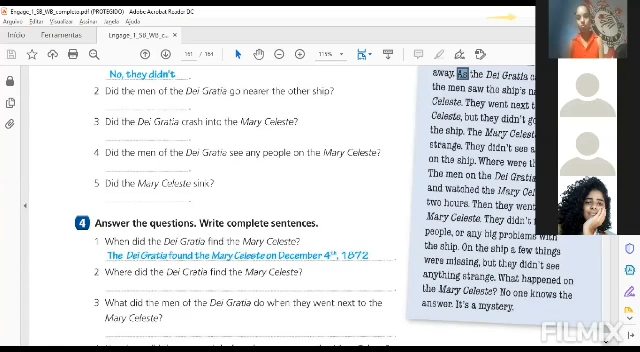 Engage_1_SB_WB_completo.pdf (PROTEGIDO) - Adobe Acrobat Reader DC
Arquivo Editar Visualizar Assinar Janela Ajuda
Início Ferramentas Engage_1_SB_WB_co...
161 / 164 115%
No, they didn't.
2 Did the men of the Dei Gratia go nearer the other ship?
3 Did the Dei Gratia crash into the Mary Celeste?
4 Did the men of the Dei Gratia see any people on the Mary Celeste?
5 Did the Mary Celeste sink?
4 Answer the questions. Write complete sentences.
1 When did the Dei Gratia find the Mary Celeste?
The Dei Gratia found the Mary Celeste on December 4th, 1872.
2 Where did the Dei Gratia find the Mary Celeste?
3 What did the men of the Dei Gratia do when they went next to the
Mary Celeste?
away. As the Dei Gratia
the men saw the ship's
Celeste. They went next
Celeste, but they didn't
the ship. The Mary Celest
strange. They didn't see
on the ship. Where were
The men on the Dei Gratia
and watched the Mary
two hours. Then they went
Mary Celeste. They didn't
people, or any big problems with
the ship. On the ship a few things
were missing, but they didn't see
anything strange. What happened on
the Mary Celeste? No one knows the
answer. It's a mystery.
FILMIX